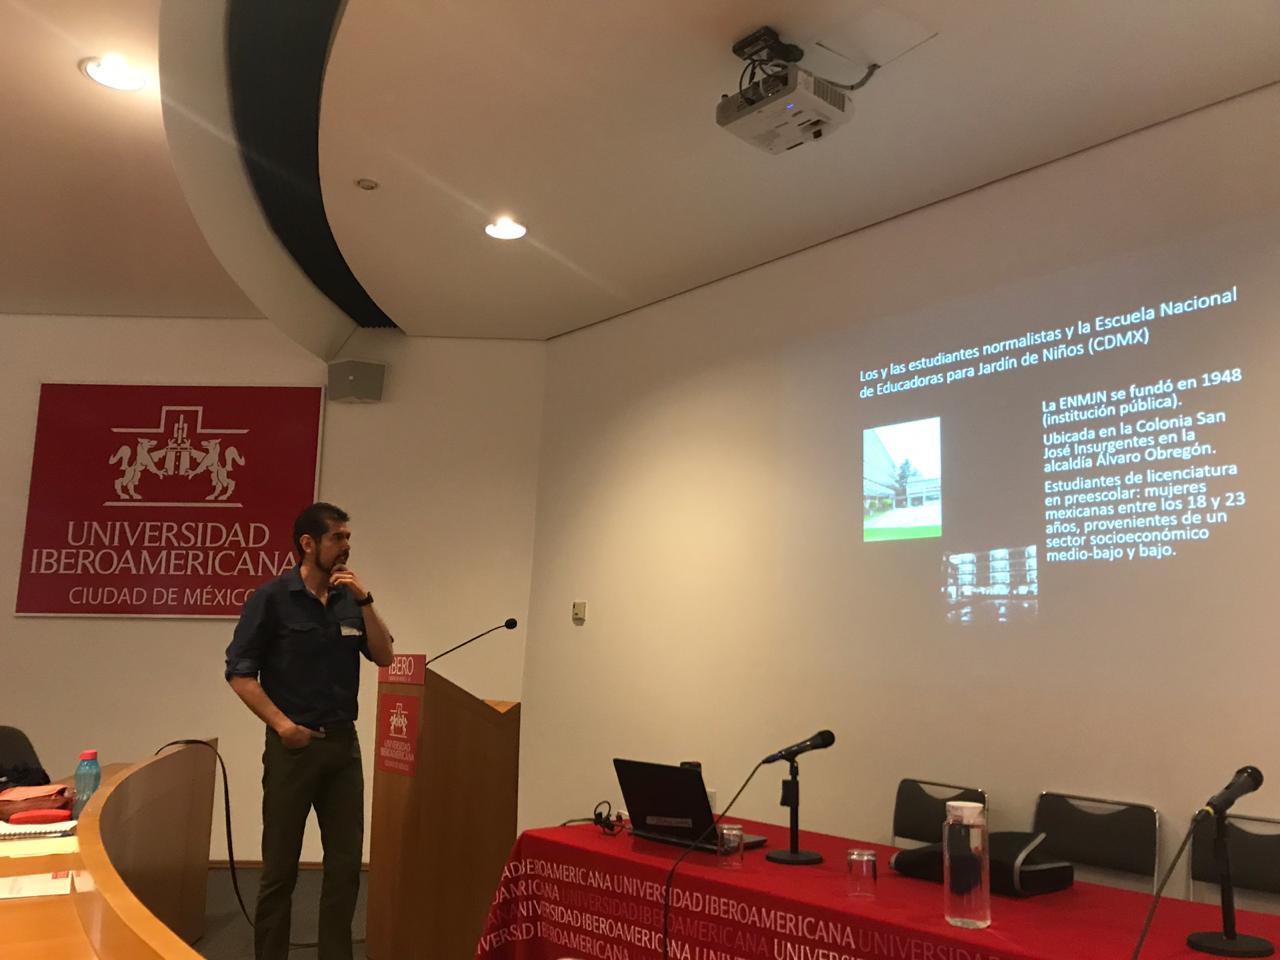 UNIVERSIDAD
IBEROAMERICANA
CIUDAD DE MÉXICO
Los y las estudiantes normalistas y la Escuela Nacional
de Educadoras para Jardín de Niños (CDMX)
La ENMJN se fundó en 1948
(institución pública).
Ubicada en la Colonia San
José Insurgentes en la
alcaldía Álvaro Obregón.
Estudiantes de licenciatura
en preescolar: mujeres
mexicanas entre los 18 y 23
años, provenientes de un
sector socioeconómico
medio-bajo y bajo.
IBERO
UNIVERSIDAD
IBEROAMERICANA
IBEROAMERICANA UNIVERSIDAD IBEROAMERICANA
UNIVERSIDAD IBEROAMERICANA UNIVERSIDAD